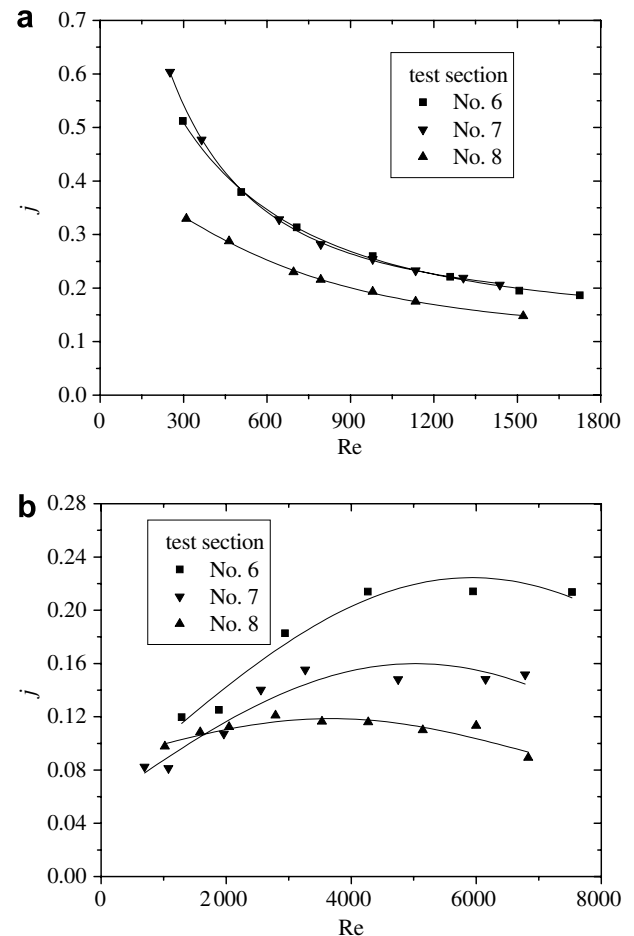 a
0.7
0.6
0.5
0.4
0.3
0.2
0.1
0.0
j
test section
No. 6
No. 7
No. 8
0 300 600 900 1200 1500 1800
Re
b
0.28
0.24
0.20
0.16
0.12
0.08
0.04
0.00
j
test section
No. 6
No. 7
No. 8
0 2000 4000 6000 8000
Re